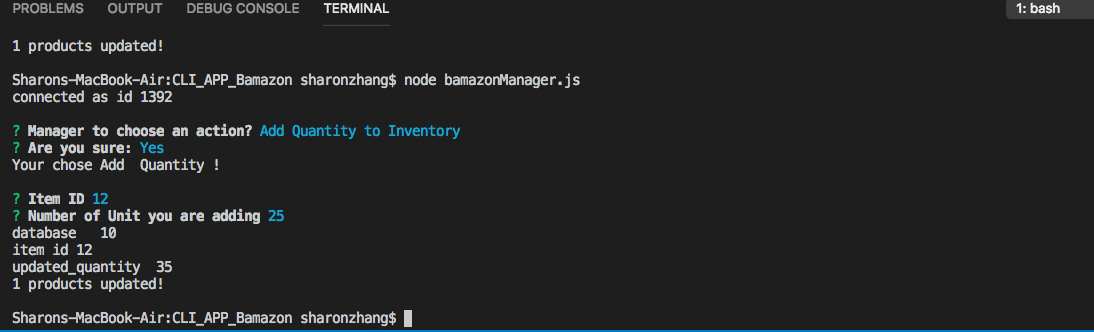 PROBLEMS OUTPUT DEBUG CONSOLE TERMINAL 1: bash
1 products updated!
Sharons-MacBook-Air:CLI_APP_Bamazon sharonzhang$ node bamazonManager.js
connected as id 1392
? Manager to choose an action? Add Quantity to Inventory
? Are you sure: Yes
Your chose Add  Quantity !
? Item ID 12
? Number of Unit you are adding 25
database   10
item id 12
updated_quantity  35
1 products updated!
Sharons-MacBook-Air:CLI_APP_Bamazon sharonzhang$